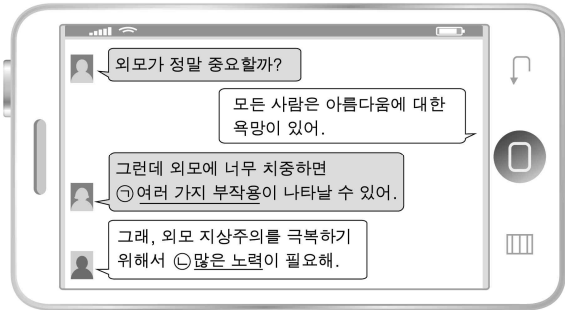 외모가 정말 중요할까?
모든 사람은 아름다움에 대한
욕망이 있어.
그런데 외모에 너무 치중하면
㉠여러 가지 부작용이 나타날 수 있어.
그래, 외모 지상주의를 극복하기
위해서 ㉡많은 노력이 필요해.